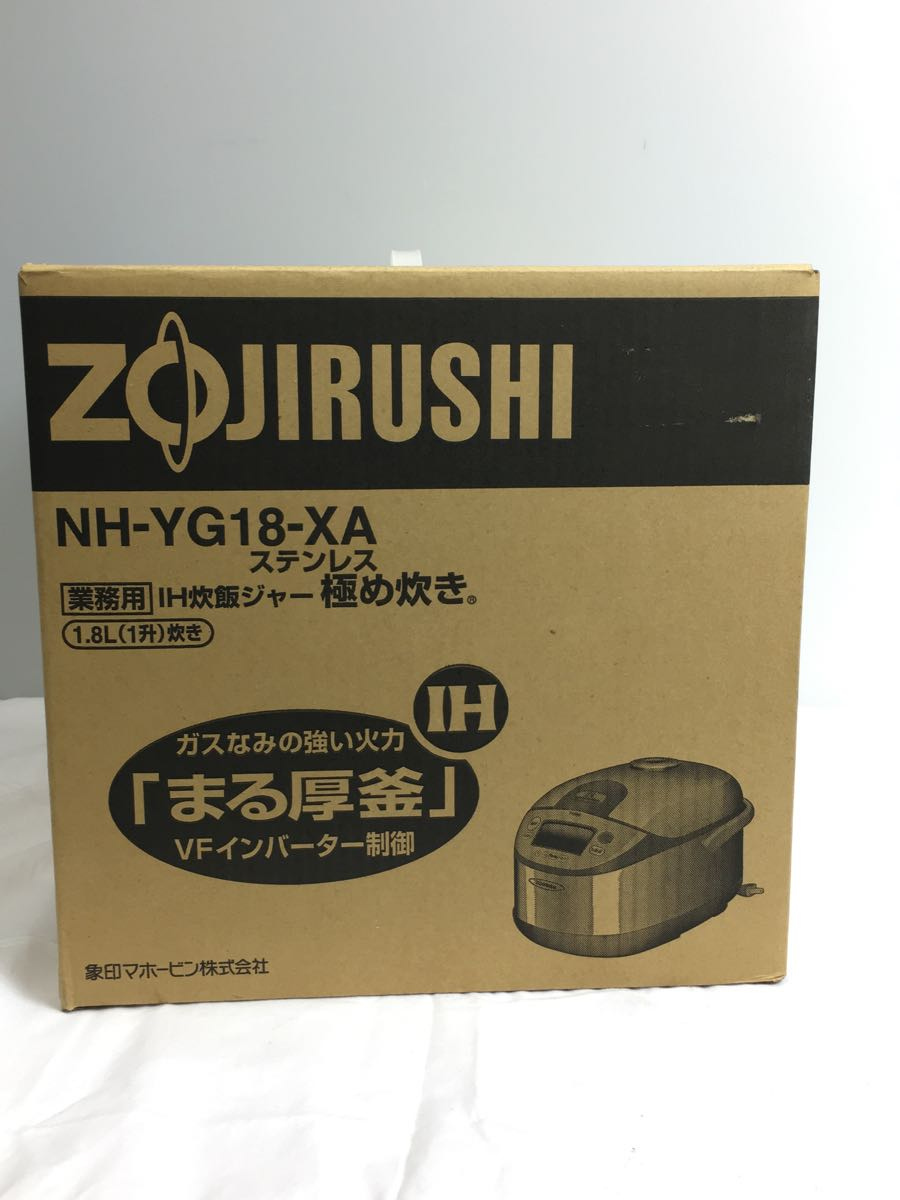 ZOJIRUSHI
NH-YG18-XA
ステンレス
業務用 IH炊飯ジャー 極め炊き®
1.8L(1升)炊き
IH
ガスなみの強い火力
「まる厚釜」
VFインバーター制御
象印マホービン株式会社